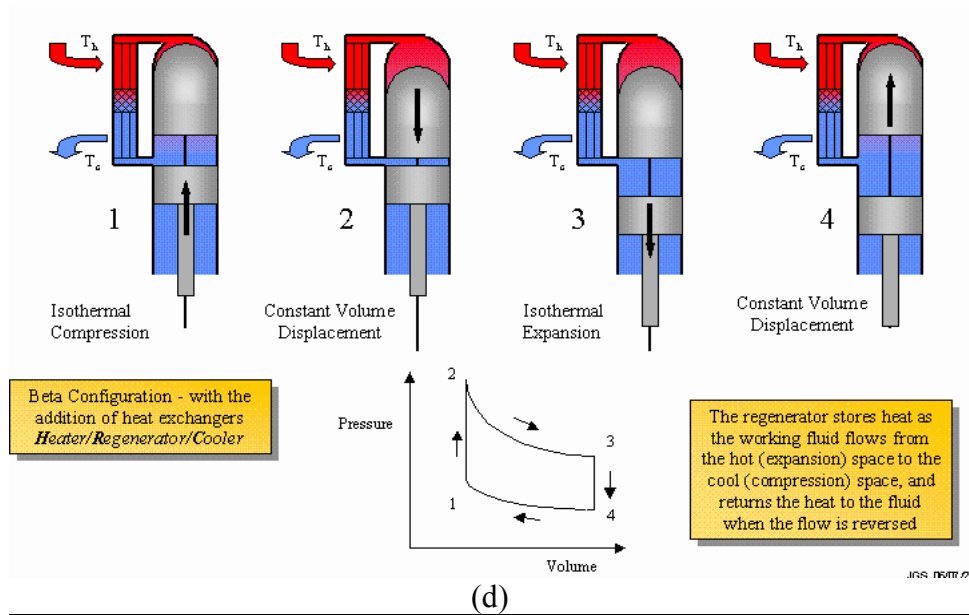 Th
Th
Th
Th
Tc
Tc
Tc
Tc
1
2
3
4
Isothermal
Compression
Constant Volume
Displacement
Isothermal
Expansion
Constant Volume
Displacement
Beta Configuration - with the
addition of heat exchangers
Heater/Regenerator/Cooler
2
Pressure
3
1
4
Volume
The regenerator stores heat as
the working fluid flows from
the hot (expansion) space to the
cool (compression) space, and
returns the heat to the fluid
when the flow is reversed
JGS
(d)